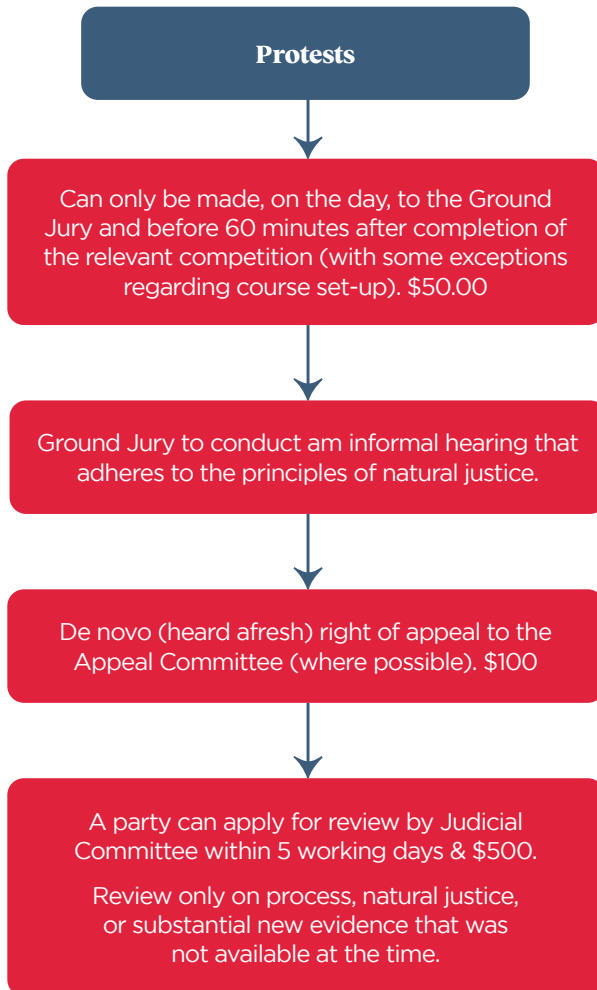 Protests
Can only be made, on the day, to the Ground
Jury and before 60 minutes after completion of
the relevant competition (with some exceptions
regarding course set-up). $50.00
Ground Jury to conduct am informal hearing that
adheres to the principles of natural justice.
De novo (heard afresh) right of appeal to the
Appeal Committee (where possible). $100
A party can apply for review by Judicial
Committee within 5 working days & $500.
Review only on process, natural justice,
or substantial new evidence that was
not available at the time.